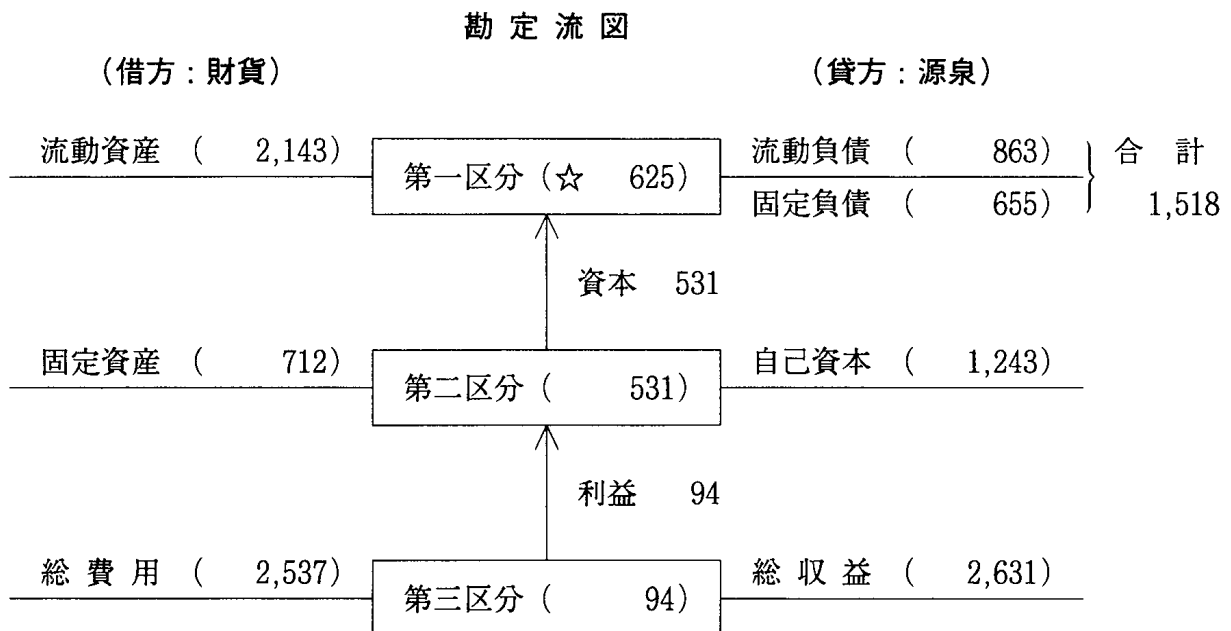 勘定流図
(借方:財貨) (貸方:源泉)
流動資産 ( 2,143) 第一区分 (☆ 625) 流動負債 ( 863) 合計
固定負債 ( 655) 1,518
資本 531
固定資産 ( 712) 第二区分 ( 531) 自己資本 ( 1,243)
利益 94
総費用 ( 2,537) 第三区分 ( 94) 総収益 ( 2,631)